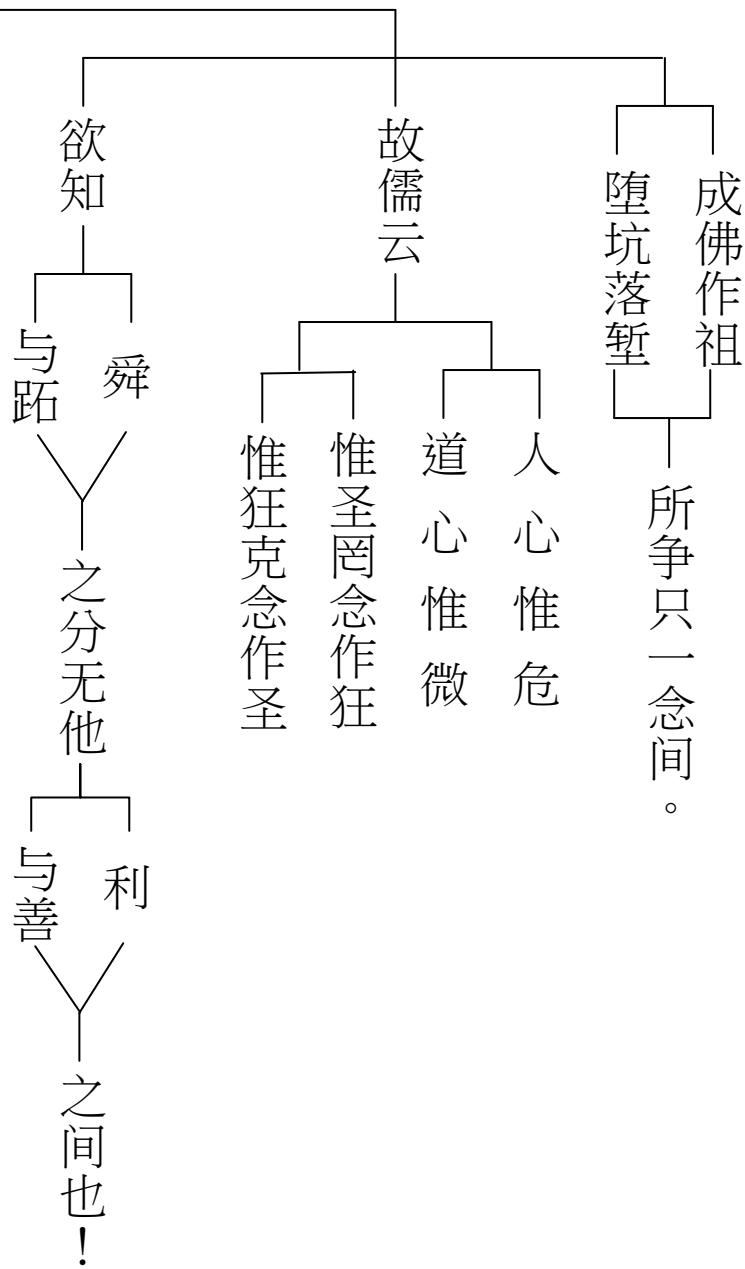 成佛作祖
堕坑落堑
所争只一念间。
故儒云
人心惟危
道心惟微
惟圣罔念作狂
惟狂克念作圣
欲知
舜
与跖
之分无他
利
与善
之间也！